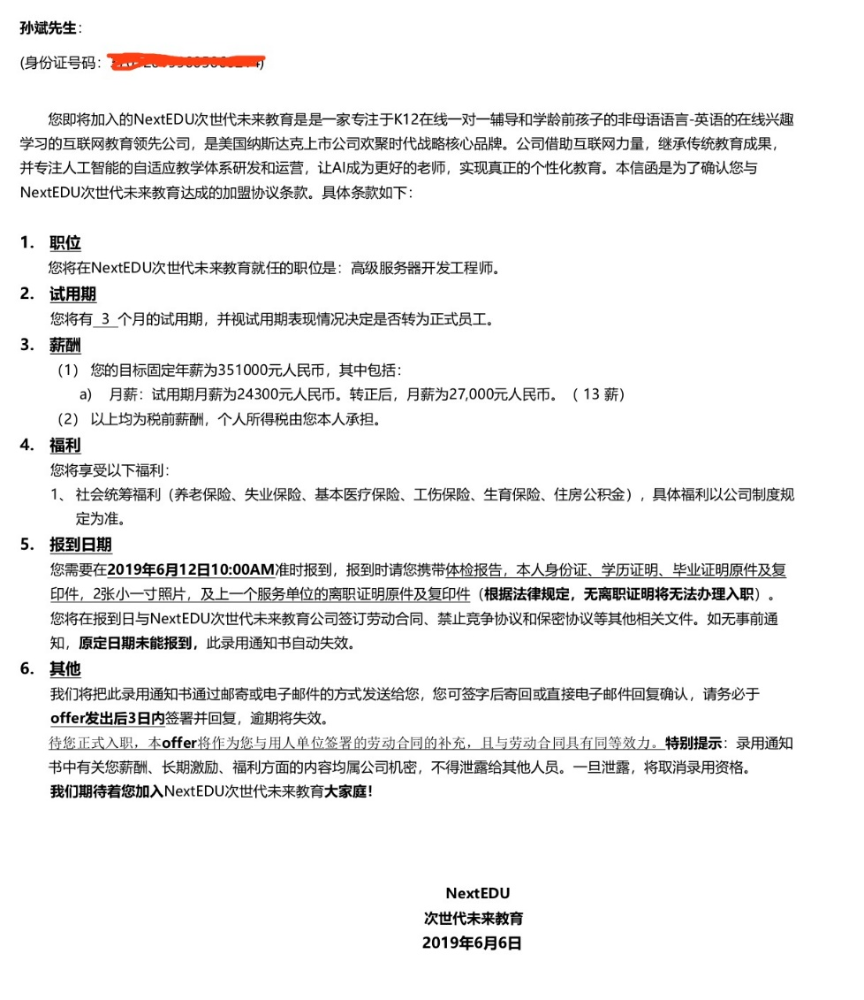 孙斌先生：
(身份证号码：
您即将加入的NextEDU次世代未来教育是是一家专注于K12在线一对一辅导和学龄前孩子的非母语语言-英语的在线兴趣
学习的互联网教育领先公司，是美国纳斯达克上市公司欢聚时代战略核心品牌。公司借助互联网力量，继承传统教育成果，
并专注人工智能的自适应教学体系研发和运营，让AI成为更好的老师，实现真正的个性化教育。本信函是为了确认您与
NextEDU次世代未来教育达成的加盟协议条款。具体条款如下：
1. 职位
您将在NextEDU次世代未来教育就任的职位是：高级服务器开发工程师。
2. 试用期
您将有 3 个月的试用期，并视试用期表现情况决定是否转为正式员工。
3. 薪酬
（1） 您的目标固定年薪为351000元人民币，其中包括：
a) 月薪：试用期月薪为24300元人民币。转正后，月薪为27,000元人民币。（ 13 薪）
（2） 以上均为税前薪酬，个人所得税由您本人承担。
4. 福利
您将享受以下福利：
1、 社会统筹福利（养老保险、失业保险、基本医疗保险、工伤保险、生育保险、住房公积金），具体福利以公司制度规
定为准。
5. 报到日期
您需要在2019年6月12日10:00AM准时报到，报到时请您携带体检报告，本人身份证、学历证明、毕业证明原件及复
印件，2张小一寸照片，及上一个服务单位的离职证明原件及复印件（根据法律规定，无离职证明将无法办理入职）。
您将在报到日与NextEDU次世代未来教育公司签订劳动合同、禁止竞争协议和保密协议等其他相关文件。如无事前通
知，原定日期未能报到，此录用通知书自动失效。
6. 其他
我们将把此录用通知书通过邮寄或电子邮件的方式发送给您，您可签字后寄回或直接电子邮件回复确认，请务必于
offer发出后3日内签署并回复，逾期将失效。
待您正式入职，本offer将作为您与用人单位签署的劳动合同的补充，且与劳动合同具有同等效力。特别提示：录用通知
书中有关您薪酬、长期激励、福利方面的内容均属公司机密，不得泄露给其他人员。一旦泄露，将取消录用资格。
我们期待着您加入NextEDU次世代未来教育大家庭！
NextEDU
次世代未来教育
2019年6月6日